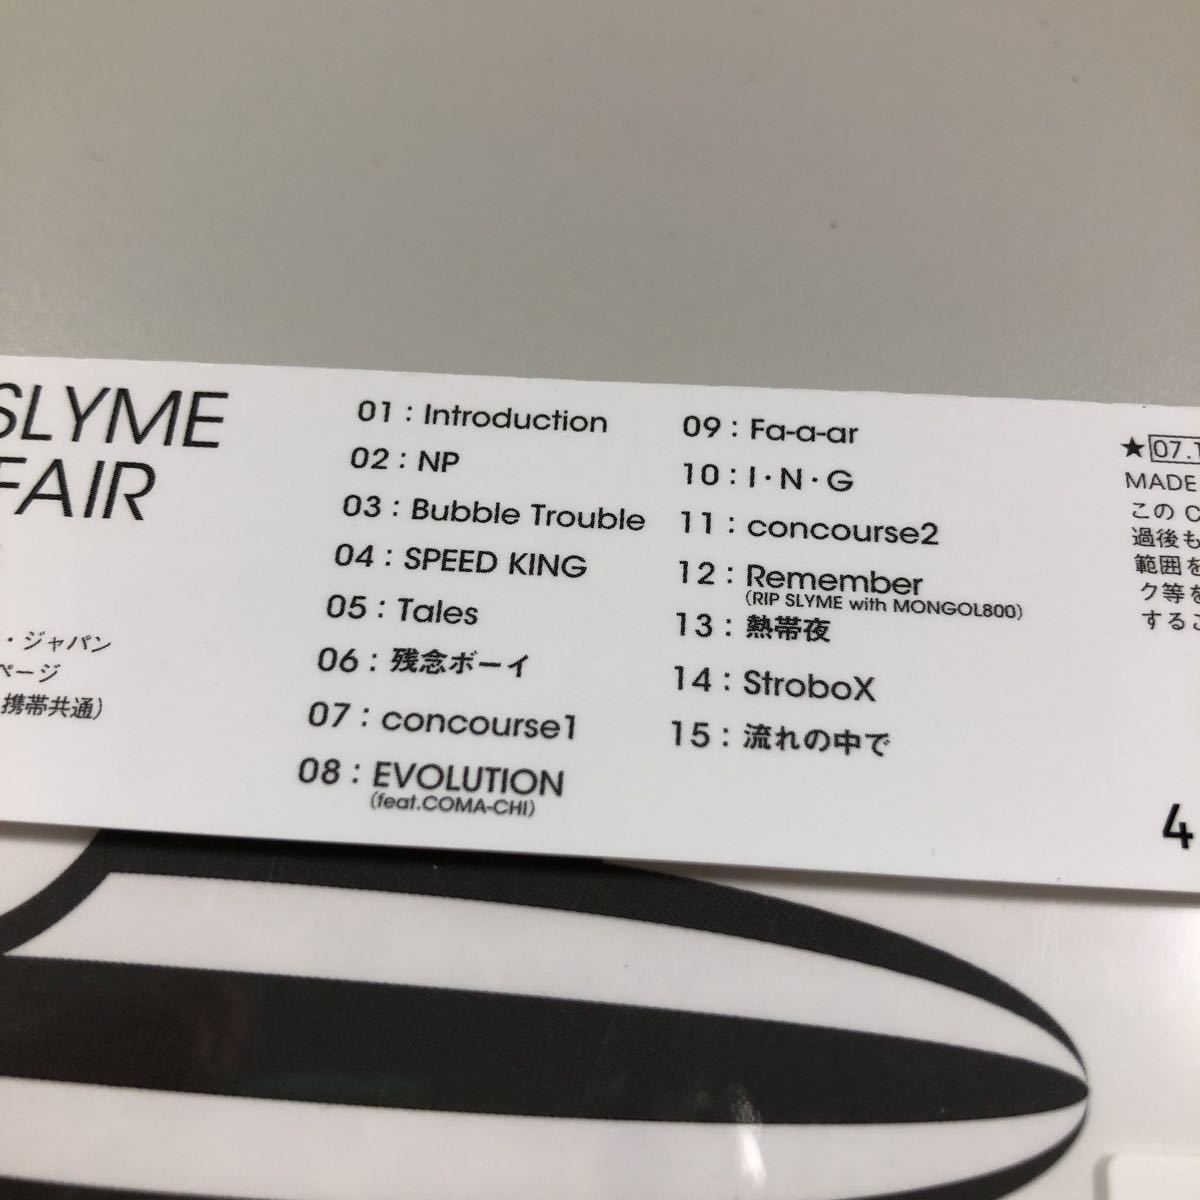 SLYME
FAIR
・ジャパン
ページ
携帯共通)
01 : Introduction
02 : NP
03 : Bubble Trouble
04 : SPEED KING
05 : Tales
06 : 残念ボーイ
07 : concourse1
08 : EVOLUTION
(feat.COMA-CHI)
09 : Fa-a-ar
10 : I・N・G
11 : concourse2
12 : Remember
(RIP SLYME with MONGOL800)
13 : 熱帯夜
14 : StroboX
15 : 流れの中で
★ 07.1
MADE
この C
過後も
範囲を
ク等を
するこ
4